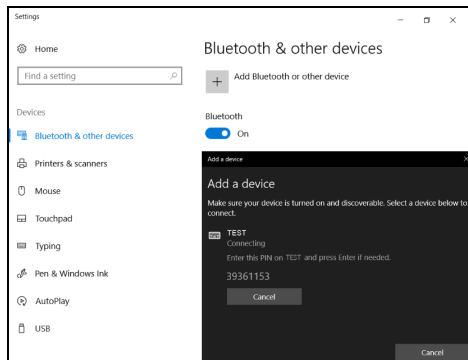 Settings
Home
Find a setting
Devices
Bluetooth & other devices
Printers & scanners
Mouse
Touchpad
Typing
Pen & Windows Ink
AutoPlay
USB
Bluetooth & other devices
Add Bluetooth or other device
Bluetooth
On
Add a device
Add a device
Make sure your device is turned on and discoverable. Select a device below to
connect.
TEST
Connecting
Enter this PIN on TEST and press Enter if needed.
39361153
Cancel
Cancel